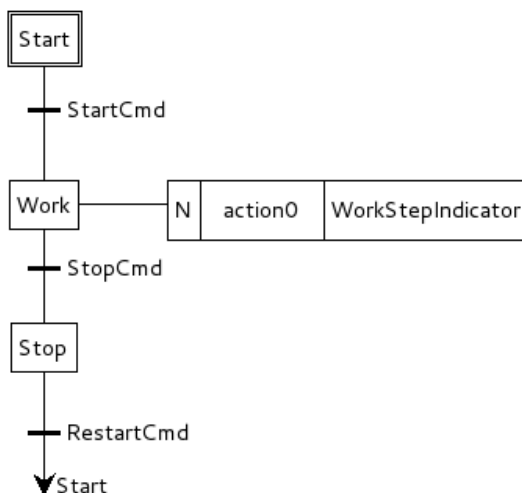 Start
StartCmd
Work
N
action0
WorkStepIndicator
StopCmd
Stop
RestartCmd
Start